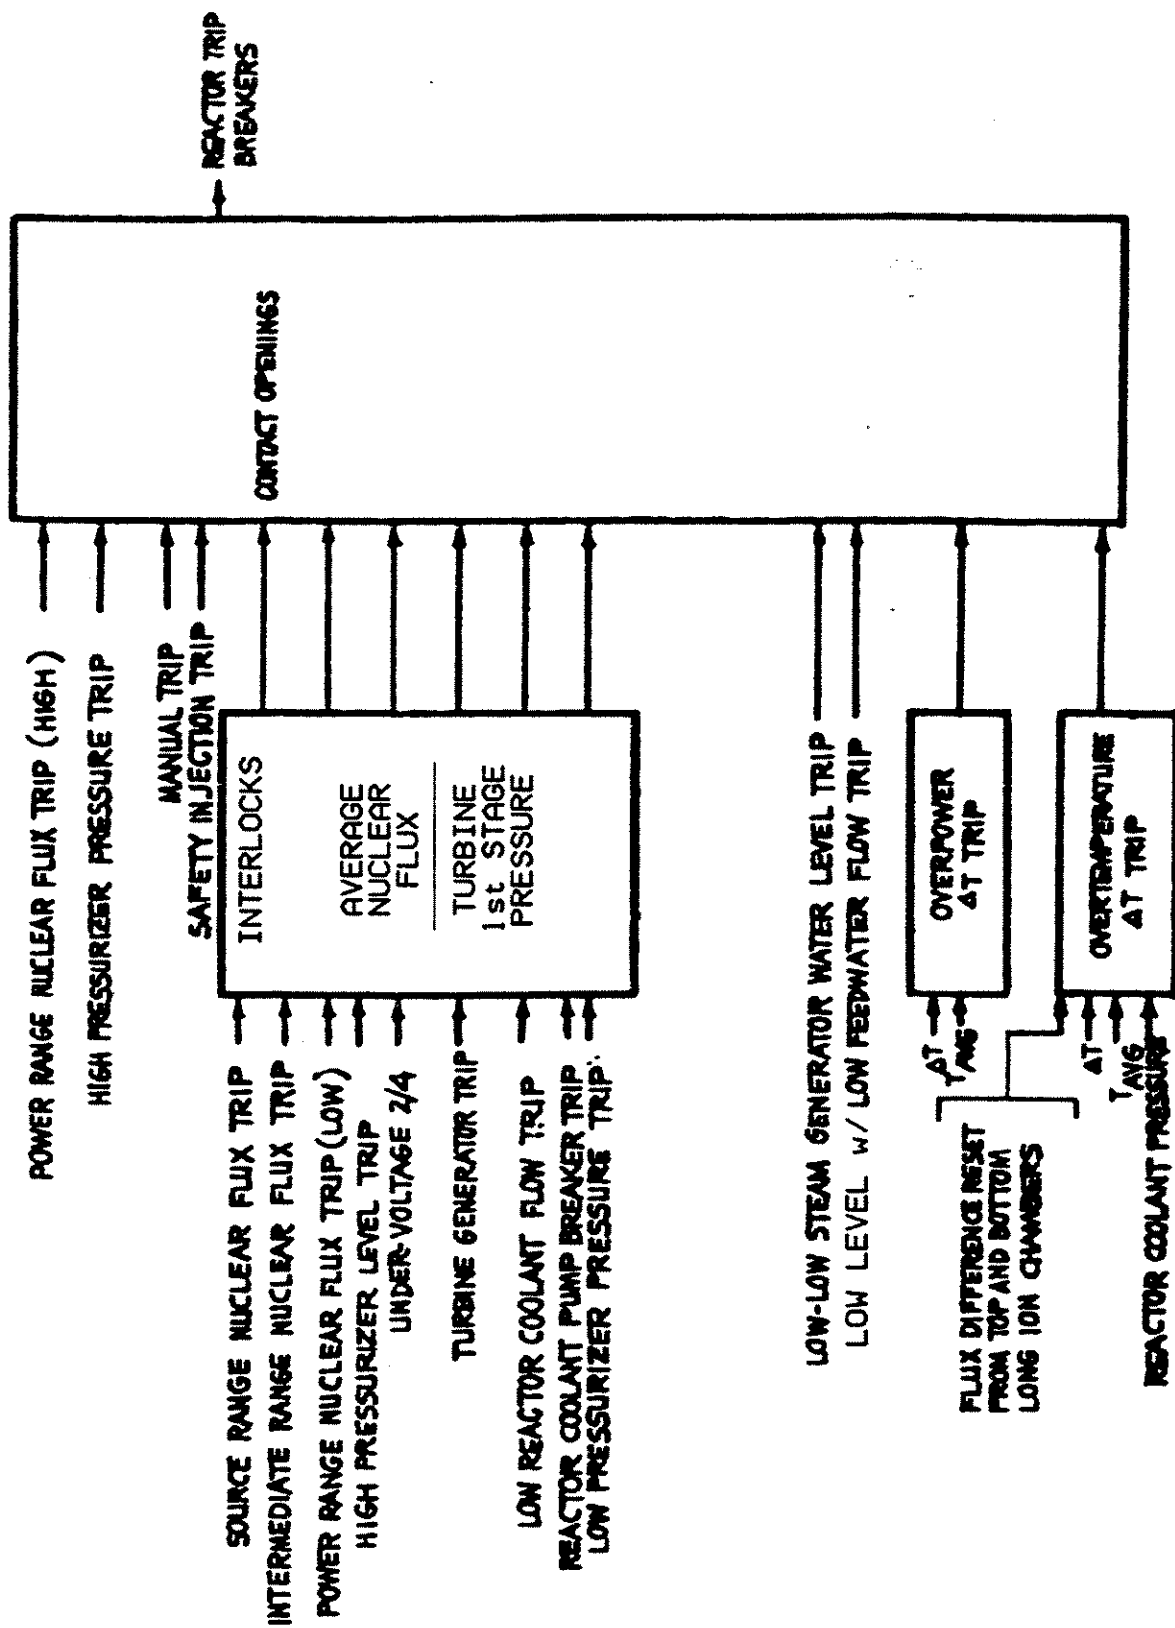 POWER RANGE NUCLEAR FLUX TRIP (HIGH)
HIGH PRESSURIZER PRESSURE TRIP
MANUAL TRIP
SAFETY INJECTION TRIP
SOURCE RANGE NUCLEAR FLUX TRIP
INTERMEDIATE RANGE NUCLEAR FLUX TRIP
POWER RANGE NUCLEAR FLUX TRIP (LOW)
HIGH PRESSURIZER LEVEL TRIP
UNDER-VOLTAGE 2/4
TURBINE GENERATOR TRIP
LOW REACTOR COOLANT FLOW TRIP
REACTOR COOLANT PUMP BREAKER TRIP
LOW PRESSURIZER PRESSURE TRIP
INTERLOCKS
AVERAGE
NUCLEAR
FLUX
TURBINE
1st STAGE
PRESSURE
LOW-LOW STEAM GENERATOR WATER LEVEL TRIP
LOW LEVEL w/ LOW FEEDWATER FLOW TRIP
ΔT
TAVG
OVERPOWER
ΔT TRIP
FLUX DIFFERENCE RESET
FROM TOP AND BOTTOM
LONG ION CHAMBERS
ΔT
TAVG
REACTOR COOLANT PRESSURE
OVERTEMPERATURE
ΔT TRIP
CONTACT OPENINGS
REACTOR TRIP
BREAKERS